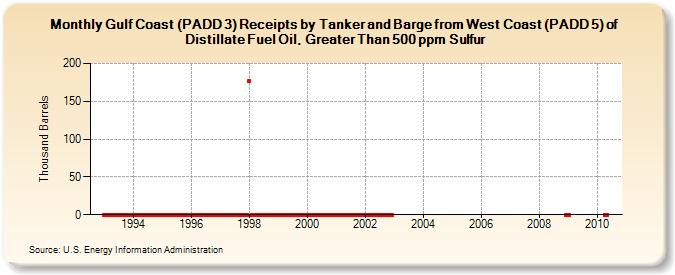 Monthly Gulf Coast (PADD 3) Receipts by Tanker and Barge from West Coast (PADD 5) of
Distillate Fuel Oil, Greater Than 500 ppm Sulfur
Thousand Barrels
200
150
100
50
0
1994 1996 1998 2000 2002 2004 2006 2008 2010
Source: U.S. Energy Information Administration